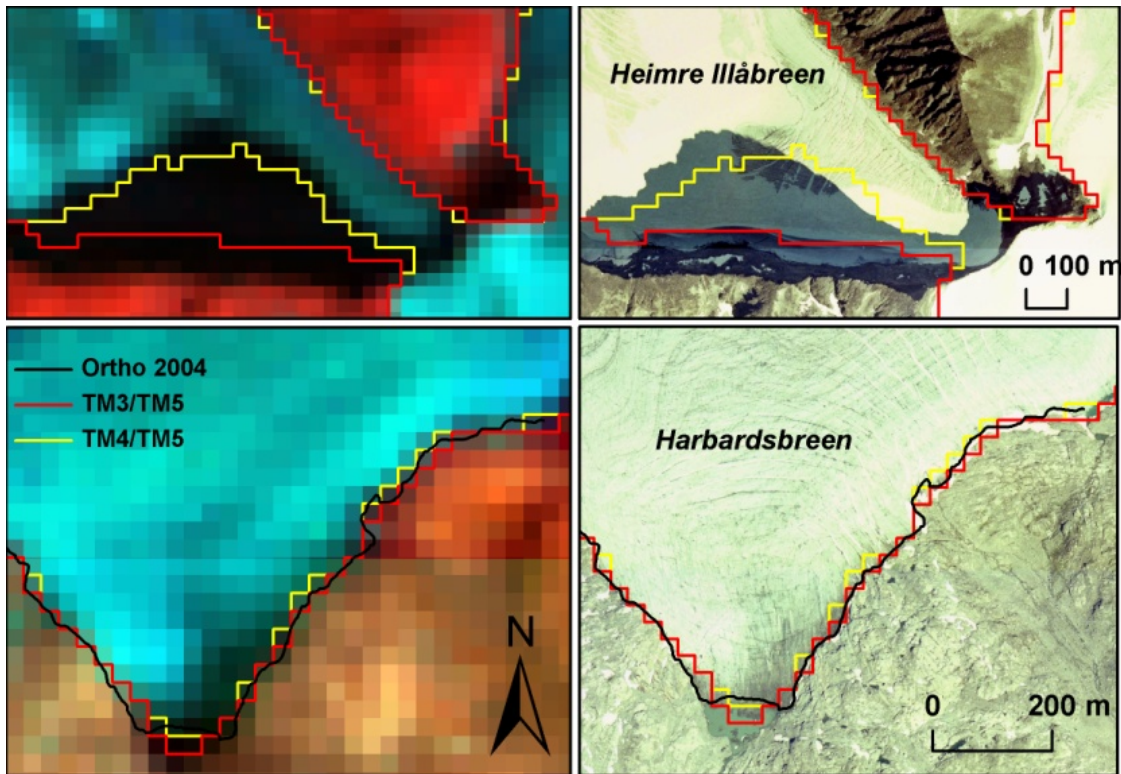 Heimre Illåbreen
0 100 m
Ortho 2004
TM3/TM5
TM4/TM5
N
Harbardsbreen
0 200 m